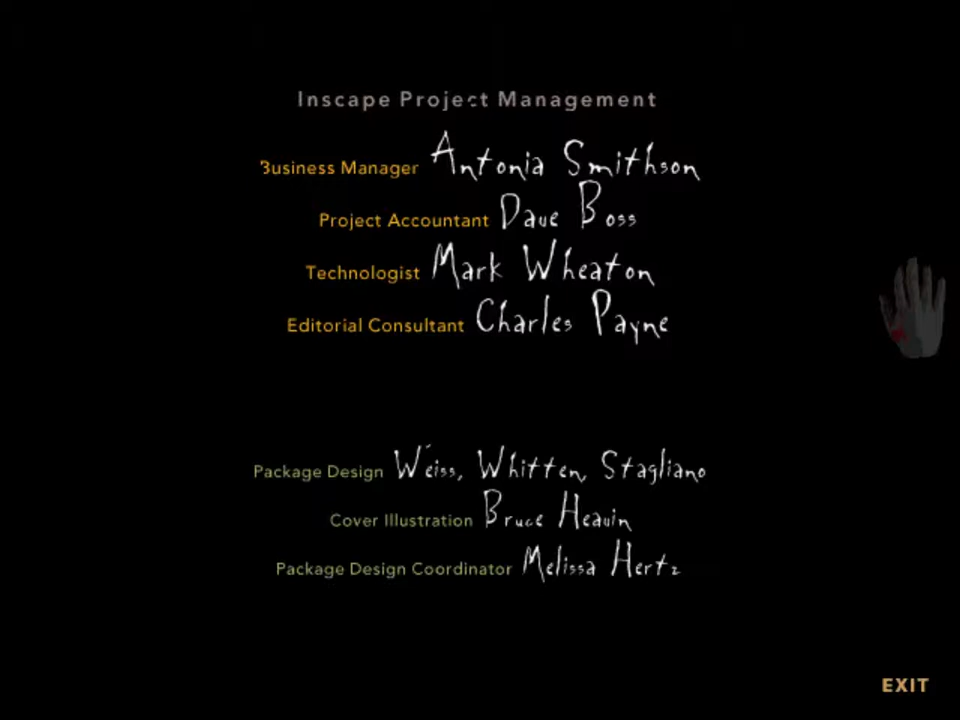 Inscape Project Management
Business Manager Antonia Smithson
Project Accountant Dave Boss
Technologist Mark Wheaton
Editorial Consultant Charles Payne
Package Design Weiss, Whitten, Stagliano
Cover Illustration Bruce Heavin
Package Design Coordinator Melissa Hertz
EXIT